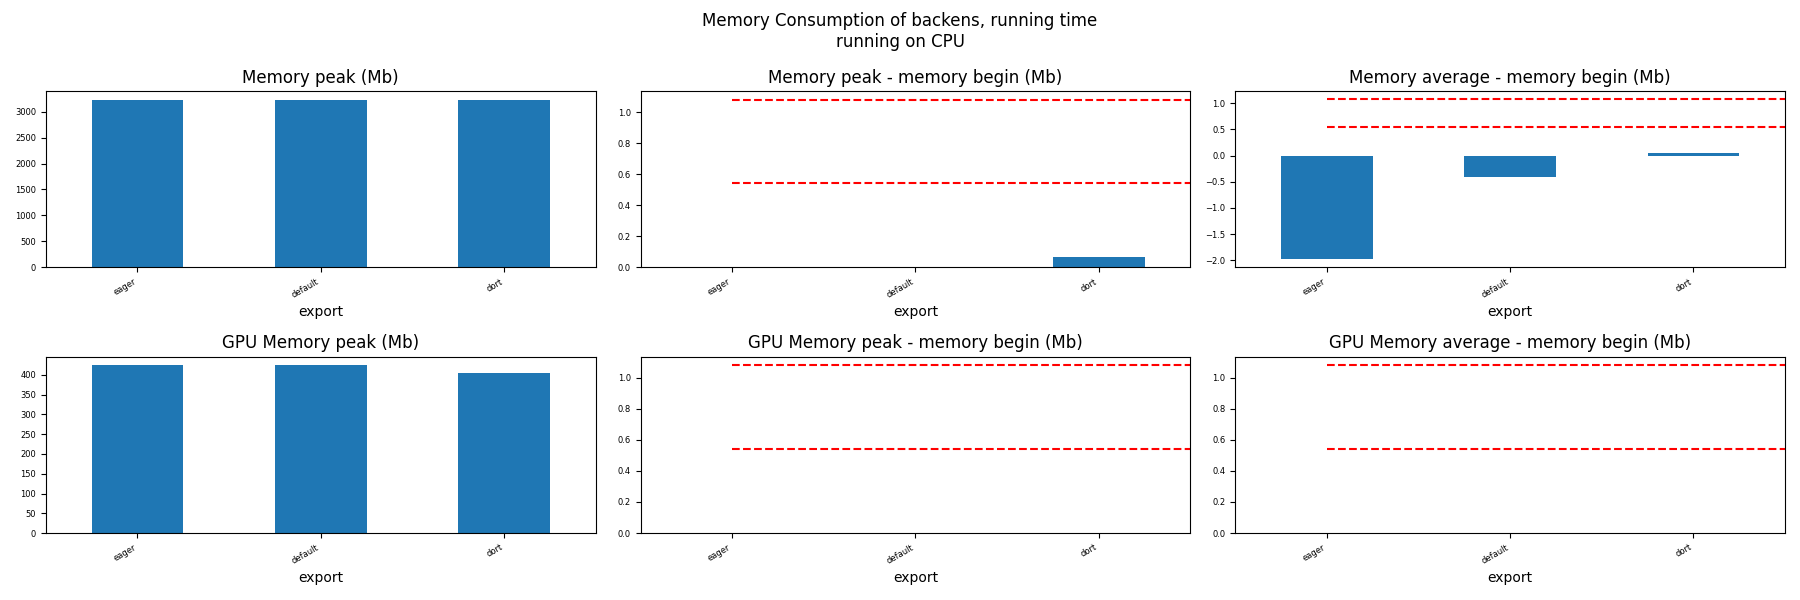 Memory Consumption of backens, running time
running on CPU
Memory peak (Mb)
3000
2500
2000
1500
1000
500
0
eager
default
dort
export
Memory peak - memory begin (Mb)
1.0
0.8
0.6
0.4
0.2
0.0
eager
default
dort
export
Memory average - memory begin (Mb)
1.0
0.5
0.0
−0.5
−1.0
−1.5
−2.0
eager
default
dort
export
GPU Memory peak (Mb)
400
350
300
250
200
150
100
50
0
eager
default
dort
export
GPU Memory peak - memory begin (Mb)
1.0
0.8
0.6
0.4
0.2
0.0
eager
default
dort
export
GPU Memory average - memory begin (Mb)
1.0
0.8
0.6
0.4
0.2
0.0
eager
default
dort
export